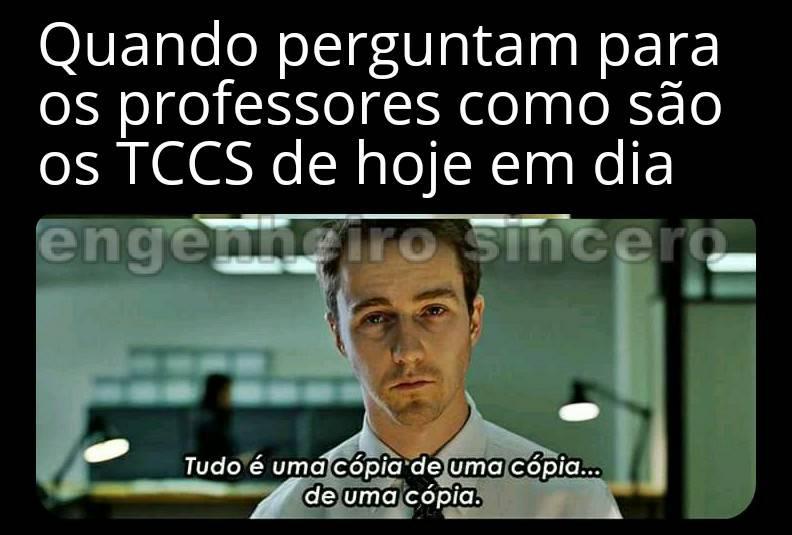 Quando perguntam para
os professores como são
os TCCS de hoje em dia
engenheiro sincero
Tudo é uma cópia de uma cópia...
de uma cópia.